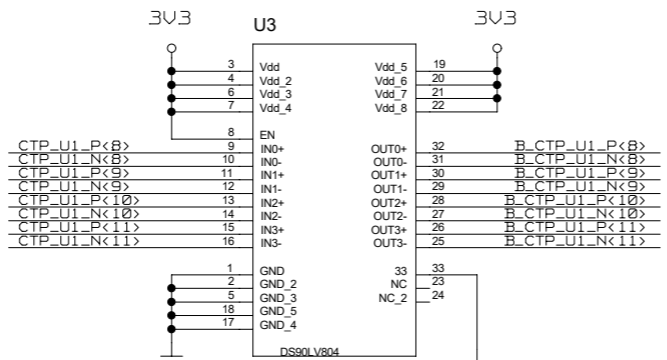 3V3 U3 3V3
3 Vdd Vdd_5 19
4 Vdd_2 Vdd_6 20
6 Vdd_3 Vdd_7 21
7 Vdd_4 Vdd_8 22
8 EN
CTP_U1_P<8> 9 IN0+ OUT0+ 32 B_CTP_U1_P<8>
CTP_U1_N<8> 10 IN0- OUT0- 31 B_CTP_U1_N<8>
CTP_U1_P<9> 11 IN1+ OUT1+ 30 B_CTP_U1_P<9>
CTP_U1_N<9> 12 IN1- OUT1- 29 B_CTP_U1_N<9>
CTP_U1_P<10> 13 IN2+ OUT2+ 28 B_CTP_U1_P<10>
CTP_U1_N<10> 14 IN2- OUT2- 27 B_CTP_U1_N<10>
CTP_U1_P<11> 15 IN3+ OUT3+ 26 B_CTP_U1_P<11>
CTP_U1_N<11> 16 IN3- OUT3- 25 B_CTP_U1_N<11>
1 GND 33 33
2 GND_2 NC 23
5 GND_3 NC_2 24
18 GND_5
17 GND_4
DS90LV804